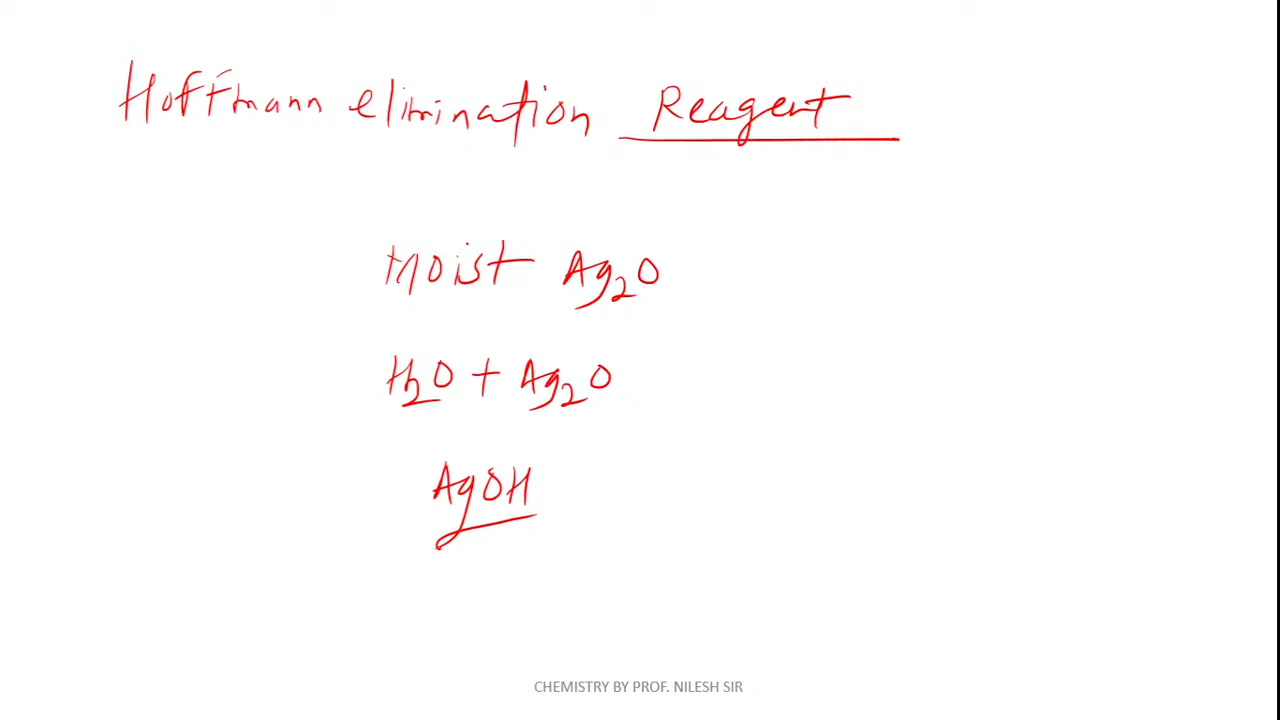 Hoffmann elimination Reagent
Moist Ag₂O
H₂O + Ag₂O
AgOH
CHEMISTRY BY PROF. NILESH SIR